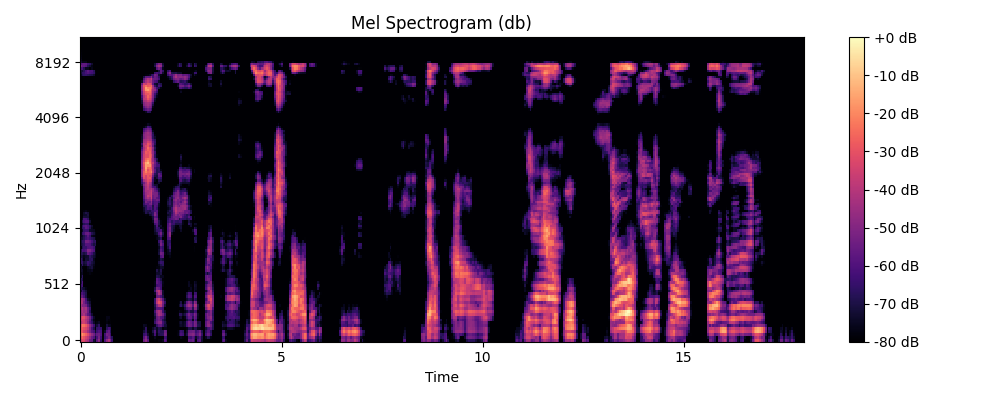 Mel Spectrogram (db)
Hz
8192
4096
2048
1024
512
0
0 5 10 15
Time
+0 dB
-10 dB
-20 dB
-30 dB
-40 dB
-50 dB
-60 dB
-70 dB
-80 dB